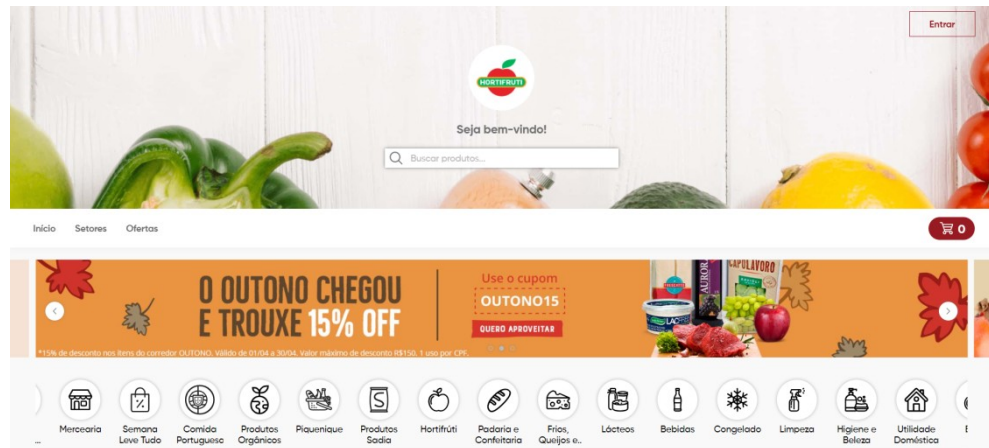 Entrar
HORTIFRUTI
Seja bem-vindo!
Buscar produtos...
Início Setores Ofertas
0
O OUTONO CHEGOU
E TROUXE 15% OFF
Use o cupom
OUTONO15
QUERO APROVEITAR
*15% de desconto nos itens do corredor OUTONO. Válido de 01/04 a 30/04. Valor máximo de desconto R$150. 1 uso por CPF.
CAPOLAVORO
AUROR
...
Mercearia
Semana
Leve Tudo
Comida
Portuguesa
Produtos
Orgânicos
Piquenique
Produtos
Sadia
Hortifrúti
Padaria e
Confeitaria
Frios,
Queijos e..
Lácteos
Bebidas
Congelado
Limpeza
Higiene e
Beleza
Utilidade
Doméstica